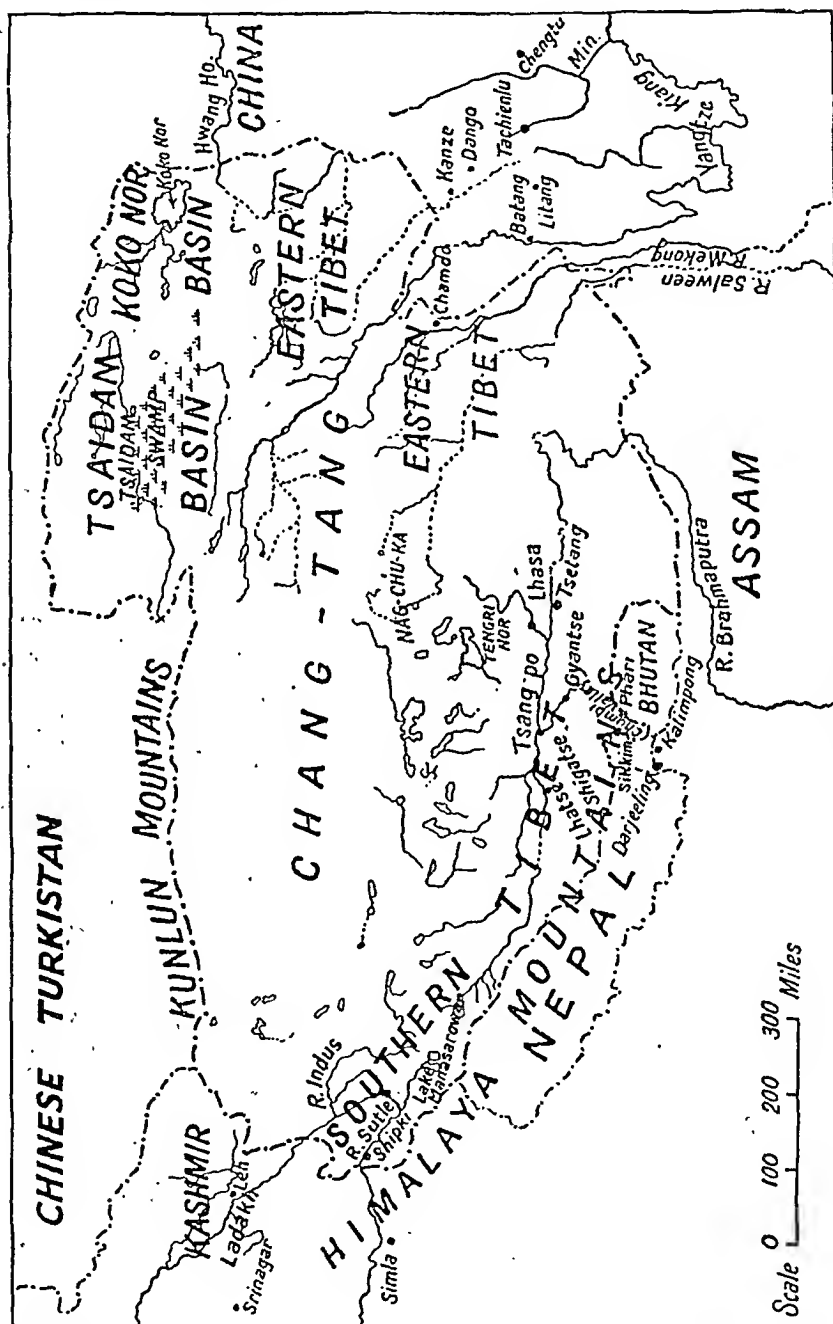 CHINESE TURKISTAN
KUNLUN MOUNTAINS
TSAIDAM
TSAIDAM
SWAMP
BASIN
KOKO NOR
Koko Nor
BASIN
Hwang Ho.
CHINA
KASHMIR
Ladakh
Leh
Srinagar
R. Indus
CHANG - TANG
EASTERN
TIBET
EASTERN
TIBET
NAG-CHU-KA
TENGRI
NOR
Chamdo
Kanze
Dango
Tachienlu
Chengtu
Min.
Batang
Litang
Yangtze
Kiang
R. Mekong
R. Salween
SOUTHERN
TIBET
R. Sutlej
Shipki
Lake
Manasarowar
Simla
HIMALAYA MOUNTAINS
NEPAL
Tsang po
Lhasa
Tsetang
Gyantse
Lhatse
Shigatse
Chumbi Valley
Phari
Sikkim
BHUTAN
Darjeeling
Kalimpong
ASSAM
R. Brahmaputra
Scale 0 100 200 300 Miles